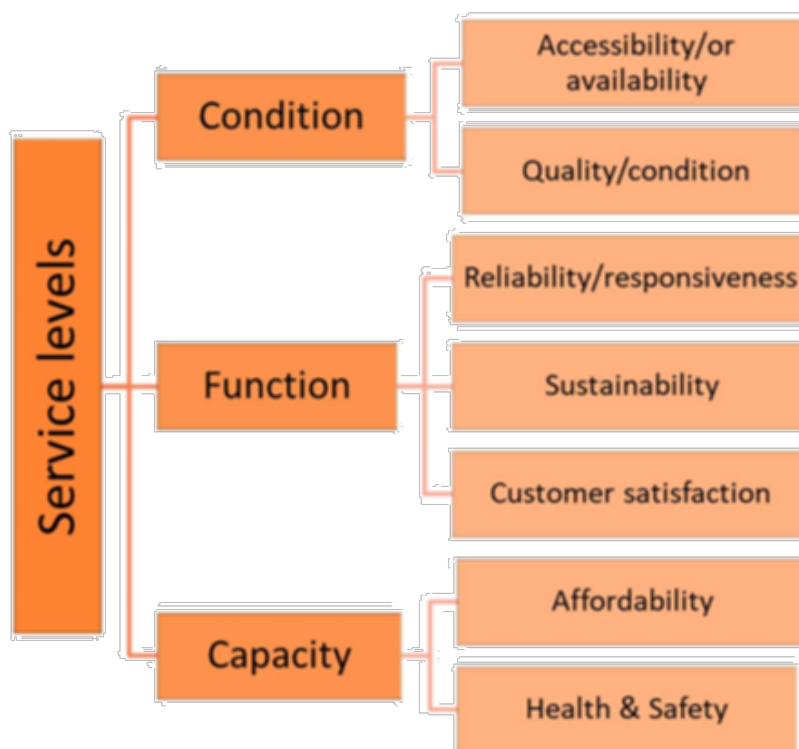 Service levels
Condition
Accessibility/or
availability
Quality/condition
Function
Reliability/responsiveness
Sustainability
Customer satisfaction
Capacity
Affordability
Health & Safety